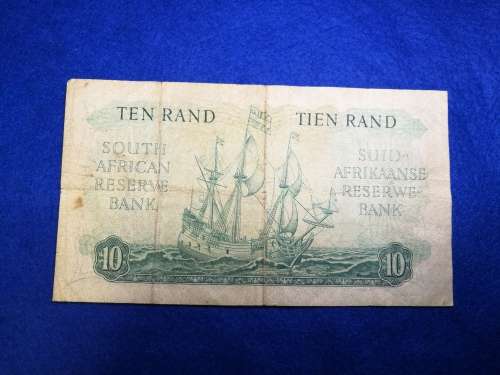 TEN RAND
TIEN RAND
SOUTH
AFRICAN
RESERVE
BANK
SUID-
AFRIKAANSE
RESERWE-
BANK
10
10